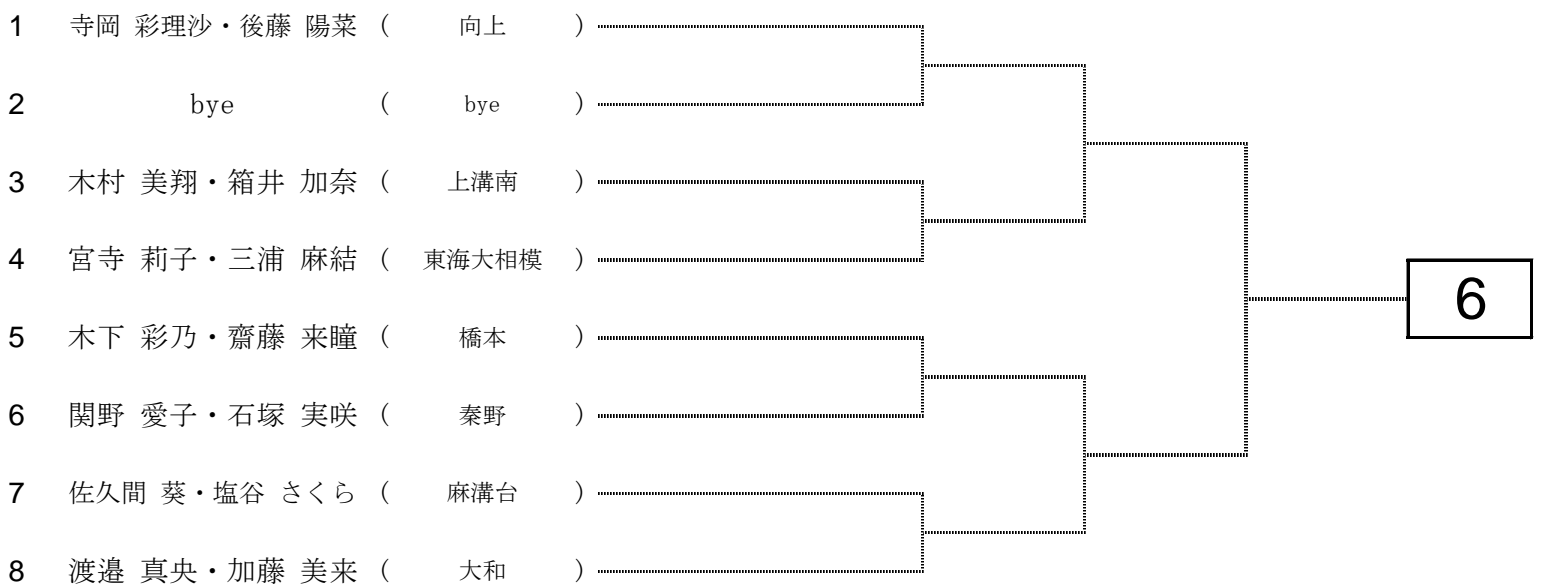 1 寺岡 彩理沙・後藤 陽菜 ( 向上 )
2 bye ( bye )
3 木村 美翔・箱井 加奈 ( 上溝南 )
4 宮寺 莉子・三浦 麻結 ( 東海大相模 )
5 木下 彩乃・齋藤 来瞳 ( 橋本 )
6 関野 愛子・石塚 実咲 ( 秦野 )
7 佐久間 葵・塩谷 さくら ( 麻溝台 )
8 渡邉 真央・加藤 美来 ( 大和 )
6